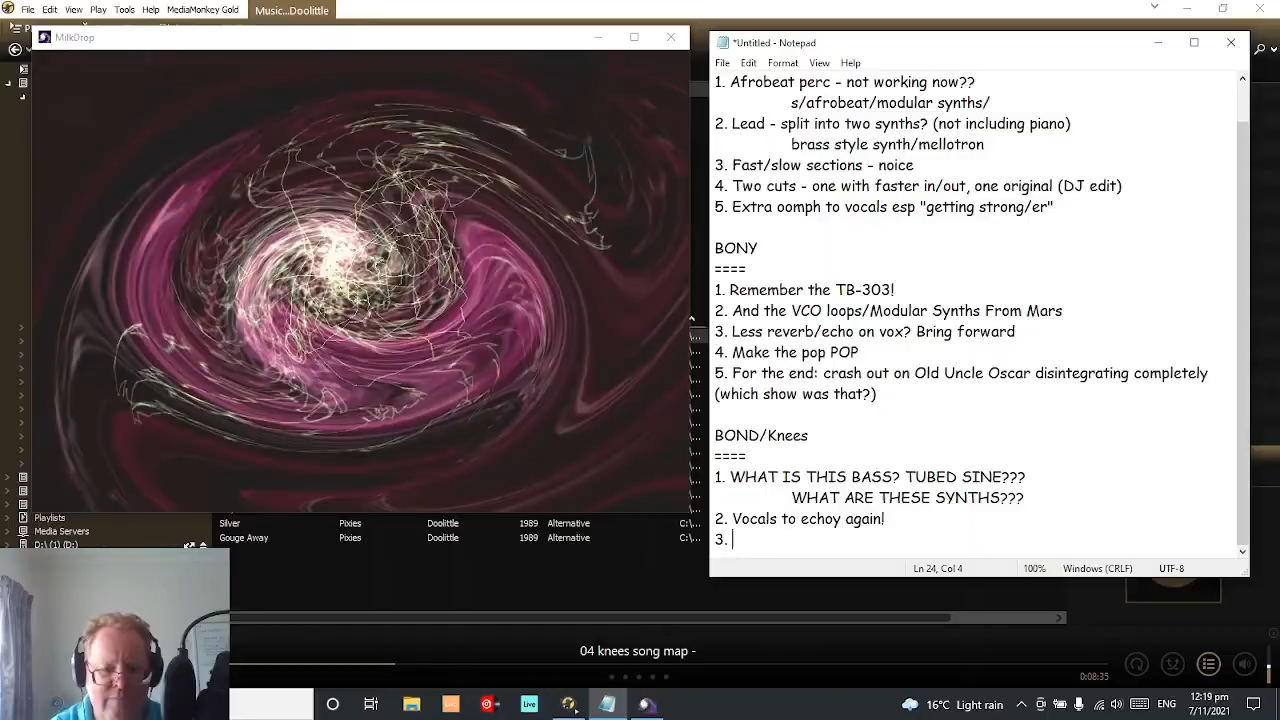 File Edit View Play Tools Help MediaMonkey Gold Music...Doolittle
MilkDrop
*Untitled - Notepad
File Edit Format View Help
1. Afrobeat perc - not working now??
s/afrobeat/modular synths/
2. Lead - split into two synths? (not including piano)
brass style synth/mellotron
3. Fast/slow sections - noice
4. Two cuts - one with faster in/out, one original (DJ edit)
5. Extra oomph to vocals esp "getting strong/er"
BONY
====
1. Remember the TB-303!
2. And the VCO loops/Modular Synths From Mars
3. Less reverb/echo on vox? Bring forward
4. Make the pop POP
5. For the end: crash out on Old Uncle Oscar disintegrating completely
(which show was that?)
BOND/Knees
====
1. WHAT IS THIS BASS? TUBED SINE???
WHAT ARE THESE SYNTHS???
2. Vocals to echoy again!
3.
Ln 24, Col 4 100% Windows (CRLF) UTF-8
Playlists
Media Servers
D:\ (1) (D:)
Silver Pixies Doolittle 1989 Alternative C:\...
Gouge Away Pixies Doolittle 1989 Alternative C:\...
04 knees song map -
0:08:35
Live Live
16°C Light rain ENG
12:19 pm
7/11/2021